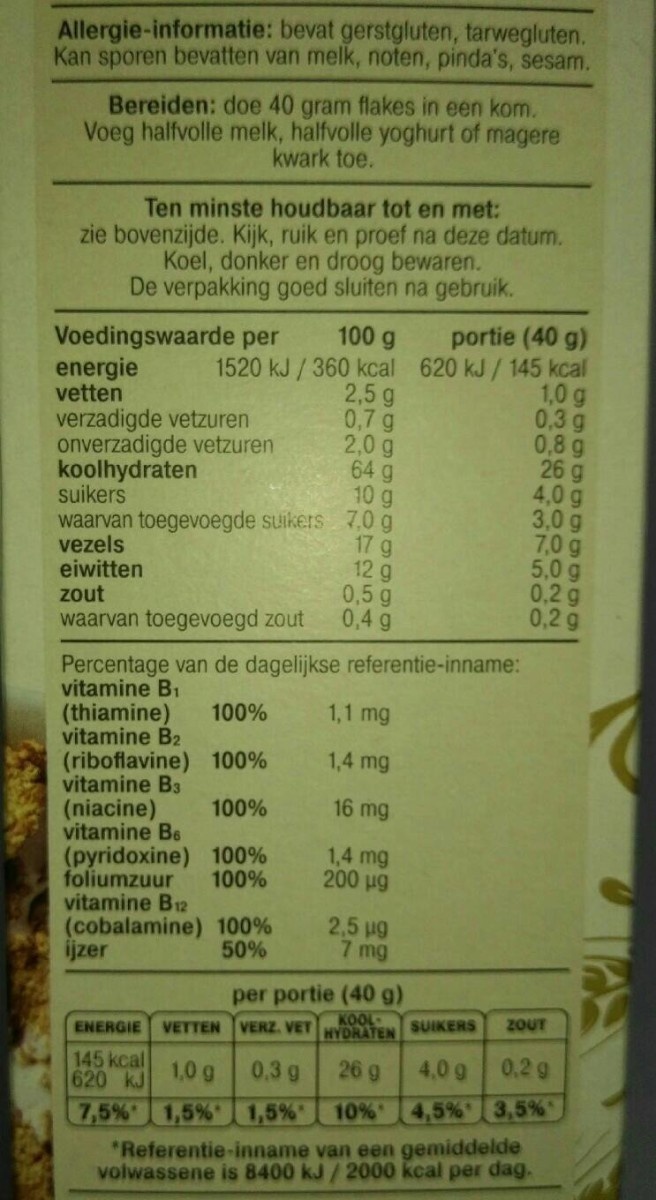 Allergie-informatie: bevat gerstgluten, tarwegluten.
Kan sporen bevatten van melk, noten, pinda's, sesam.
Bereiden: doe 40 gram flakes in een kom.
Voeg halfvolle melk, halfvolle yoghurt of magere
kwark toe.
Ten minste houdbaar tot en met:
zie bovenzijde. Kijk, ruik en proef na deze datum.
Koel, donker en droog bewaren.
De verpakking goed sluiten na gebruik.
Voedingswaarde per 100 g portie (40 g)
energie 1520 kJ / 360 kcal 620 kJ / 145 kcal
vetten 2,5 g 1,0 g
verzadigde vetzuren 0,7 g 0,3 g
onverzadigde vetzuren 2,0 g 0,8 g
koolhydraten 64 g 26 g
suikers 10 g 4,0 g
waarvan toegevoegde suikers 7,0 g 3,0 g
vezels 17 g 7,0 g
eiwitten 12 g 5,0 g
zout 0,5 g 0,2 g
waarvan toegevoegd zout 0,4 g 0,2 g
Percentage van de dagelijkse referentie-inname:
vitamine B1
(thiamine) 100% 1,1 mg
vitamine B2
(riboflavine) 100% 1,4 mg
vitamine B3
(niacine) 100% 16 mg
vitamine B6
(pyridoxine) 100% 1,4 mg
foliumzuur 100% 200 µg
vitamine B12
(cobalamine) 100% 2,5 µg
ijzer 50% 7 mg
per portie (40 g)
ENERGIE VETTEN VERZ. VET KOOL-HYDRATEN SUIKERS ZOUT
145 kcal
620 kJ 1,0 g 0,3 g 26 g 4,0 g 0,2 g
7,5%* 1,5%* 1,5%* 10%* 4,5%* 3,5%*
*Referentie-inname van een gemiddelde
volwassene is 8400 kJ / 2000 kcal per dag.